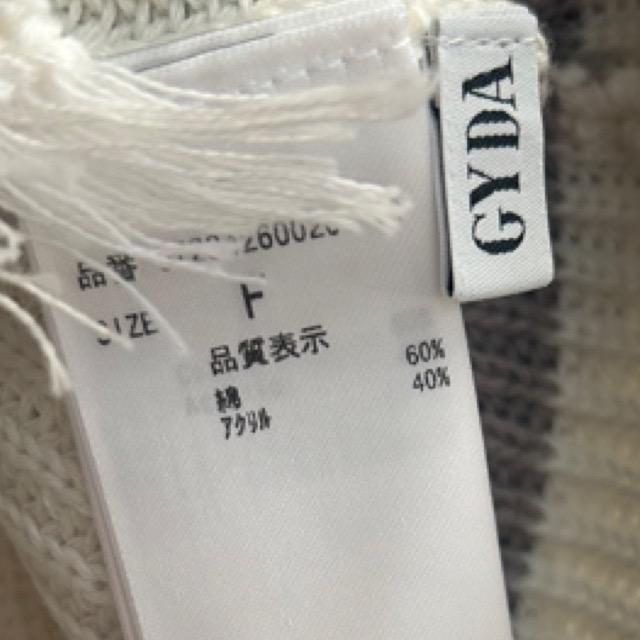 GYDA
品番
SIZE F
品質表示
綿 60%
アクリル 40%